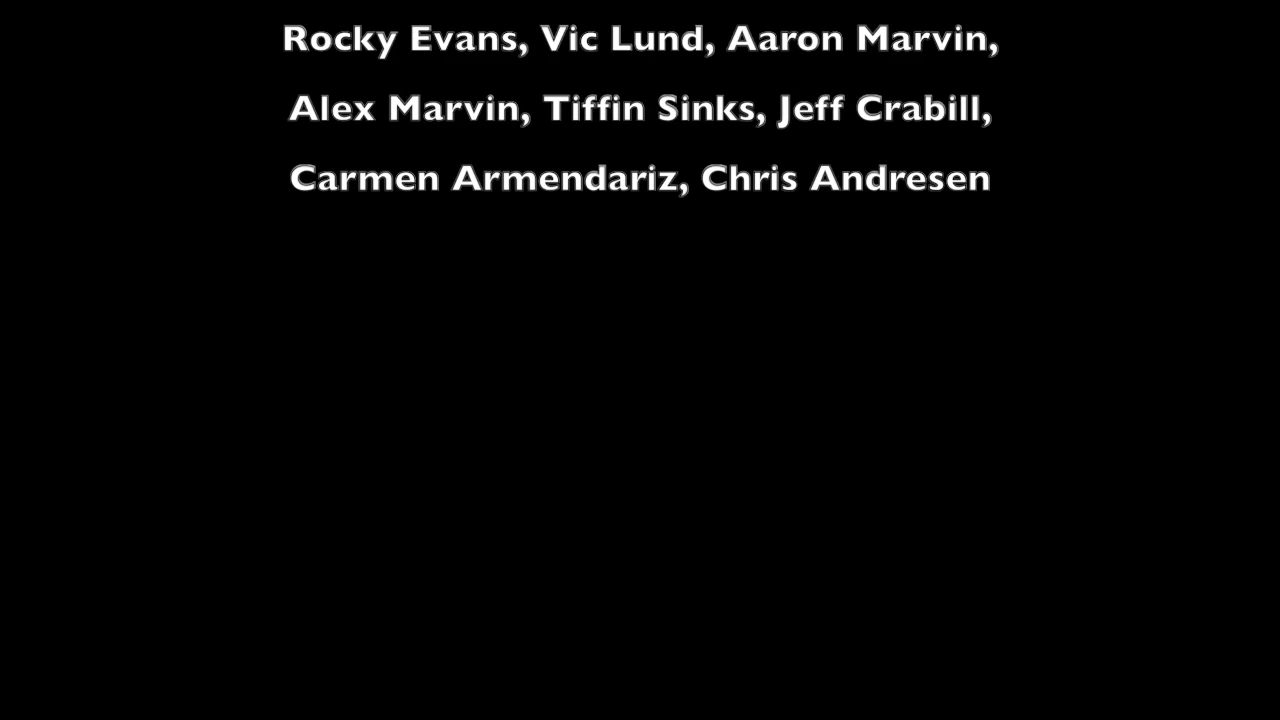 Rocky Evans, Vic Lund, Aaron Marvin,
Alex Marvin, Tiffin Sinks, Jeff Crabill,
Carmen Armendariz, Chris Andresen